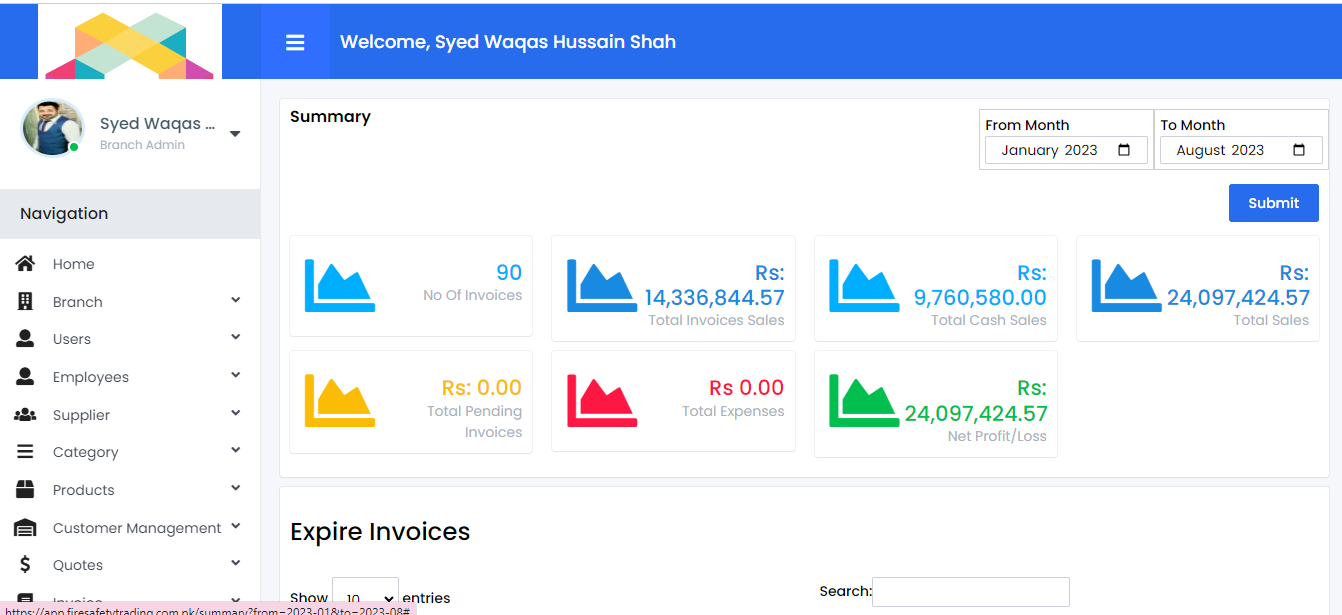 Welcome, Syed Waqas Hussain Shah
Syed Waqas ...
Branch Admin
Navigation
Home
Branch
Users
Employees
Supplier
Category
Products
Customer Management
Quotes
Invoice
https://app.firesafetytrading.com.pk/summary?from=2023-01&to=2023-08#
Summary
From Month
January 2023
To Month
August 2023
Submit
90
No Of Invoices
Rs:
14,336,844.57
Total Invoices Sales
Rs:
9,760,580.00
Total Cash Sales
Rs:
24,097,424.57
Total Sales
Rs: 0.00
Total Pending
Invoices
Rs 0.00
Total Expenses
Rs:
24,097,424.57
Net Profit/Loss
Expire Invoices
Show 10 entries
Search: